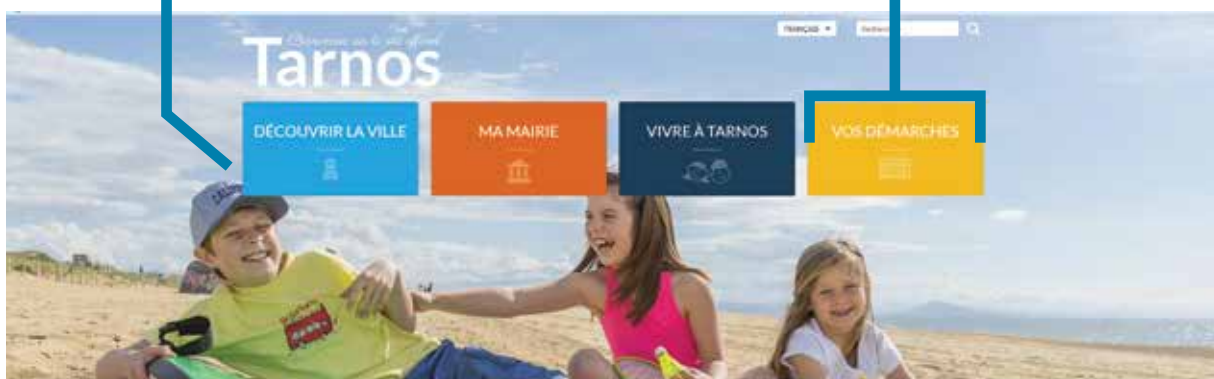 FRANÇAIS
Tarnos
DÉCOUVRIR LA VILLE
MA MAIRIE
VIVRE À TARNOS
VOS DÉMARCHES